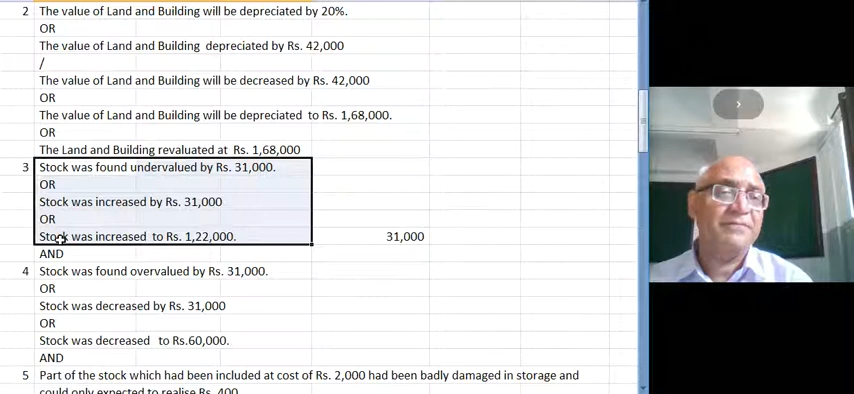 2 The value of Land and Building will be depreciated by 20%.
OR
The value of Land and Building depreciated by Rs. 42,000
/
The value of Land and Building will be decreased by Rs. 42,000
OR
The value of Land and Building will be depreciated to Rs. 1,68,000.
OR
The Land and Building revaluated at Rs. 1,68,000
3 Stock was found undervalued by Rs. 31,000.
OR
Stock was increased by Rs. 31,000
OR
Stock was increased to Rs. 1,22,000. 31,000
AND
4 Stock was found overvalued by Rs. 31,000.
OR
Stock was decreased by Rs. 31,000
OR
Stock was decreased to Rs.60,000.
AND
5 Part of the stock which had been included at cost of Rs. 2,000 had been badly damaged in storage and
could only expected to realise Rs. 400